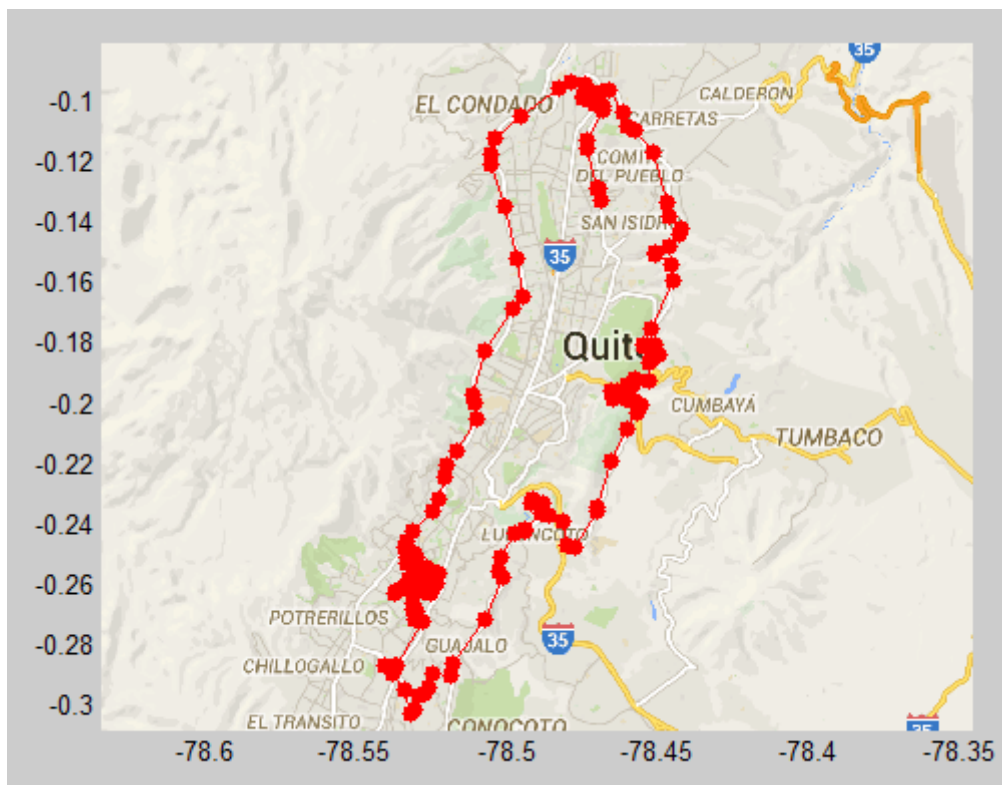 35
-0.1
EL CONDADO
CALDERON
CARRETAS
-0.12
COMI
DEL PUEBLO
-0.14
SAN ISIDR
35
-0.16
-0.18
Quit
-0.2
CUMBAYÁ
TUMBACO
-0.22
-0.24
-0.26
POTRERILLOS
-0.28
GUAJALO
35
CHILLOGALLO
-0.3
EL TRANSITO
CONOCOTO
35
-78.6
-78.55
-78.5
-78.45
-78.4
-78.35